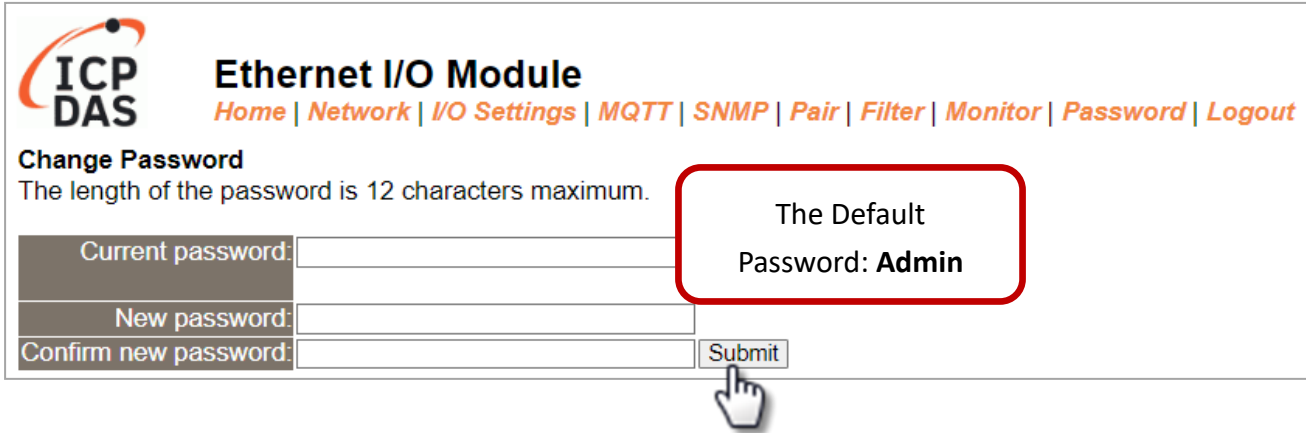 ICP
DAS
Ethernet I/O Module
Home | Network | I/O Settings | MQTT | SNMP | Pair | Filter | Monitor | Password | Logout
Change Password
The length of the password is 12 characters maximum.
The Default
Password: Admin
Current password:
New password:
Confirm new password:
Submit